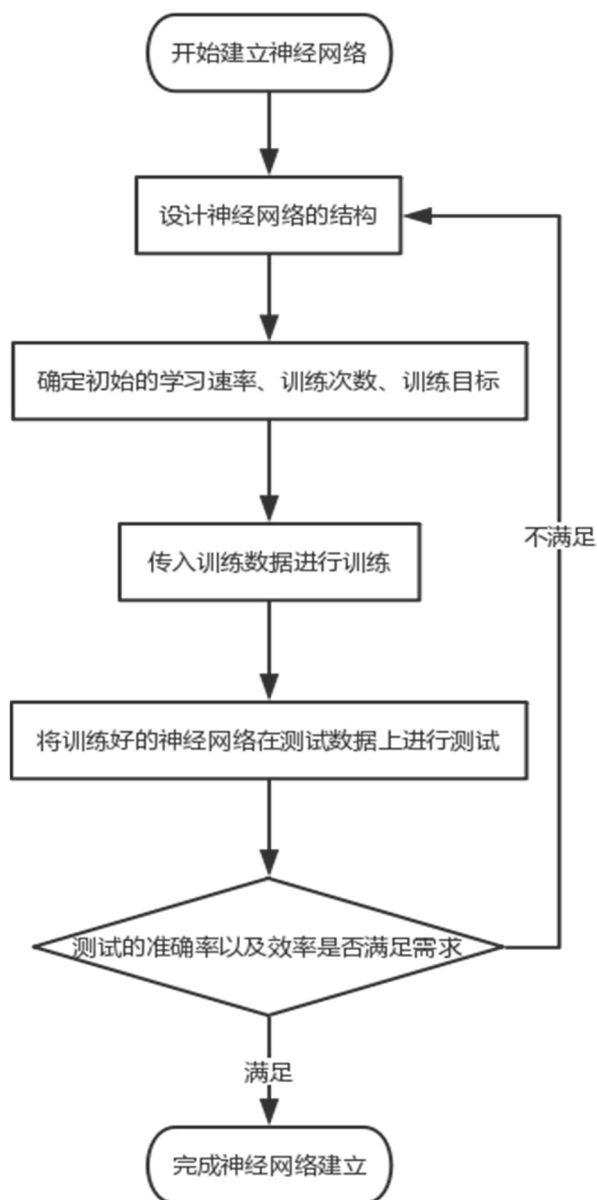 开始建立神经网络
设计神经网络的结构
确定初始的学习速率、训练次数、训练目标
传入训练数据进行训练
不满足
将训练好的神经网络在测试数据上进行测试
测试的准确率以及效率是否满足需求
满足
完成神经网络建立